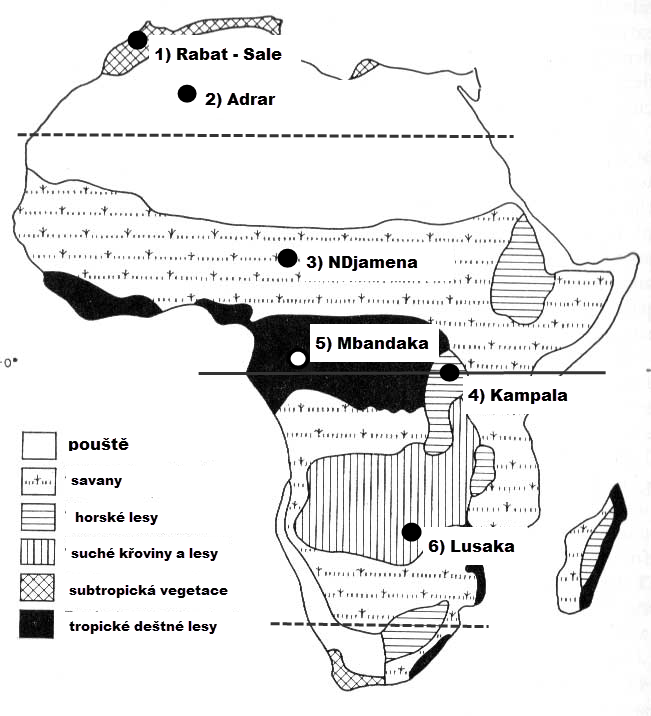 1) Rabat - Sale
2) Adrar
3) NDjamena
5) Mbandaka
0°
4) Kampala
pouště
savany
horské lesy
6) Lusaka
suché křoviny a lesy
subtropická vegetace
tropické deštné lesy